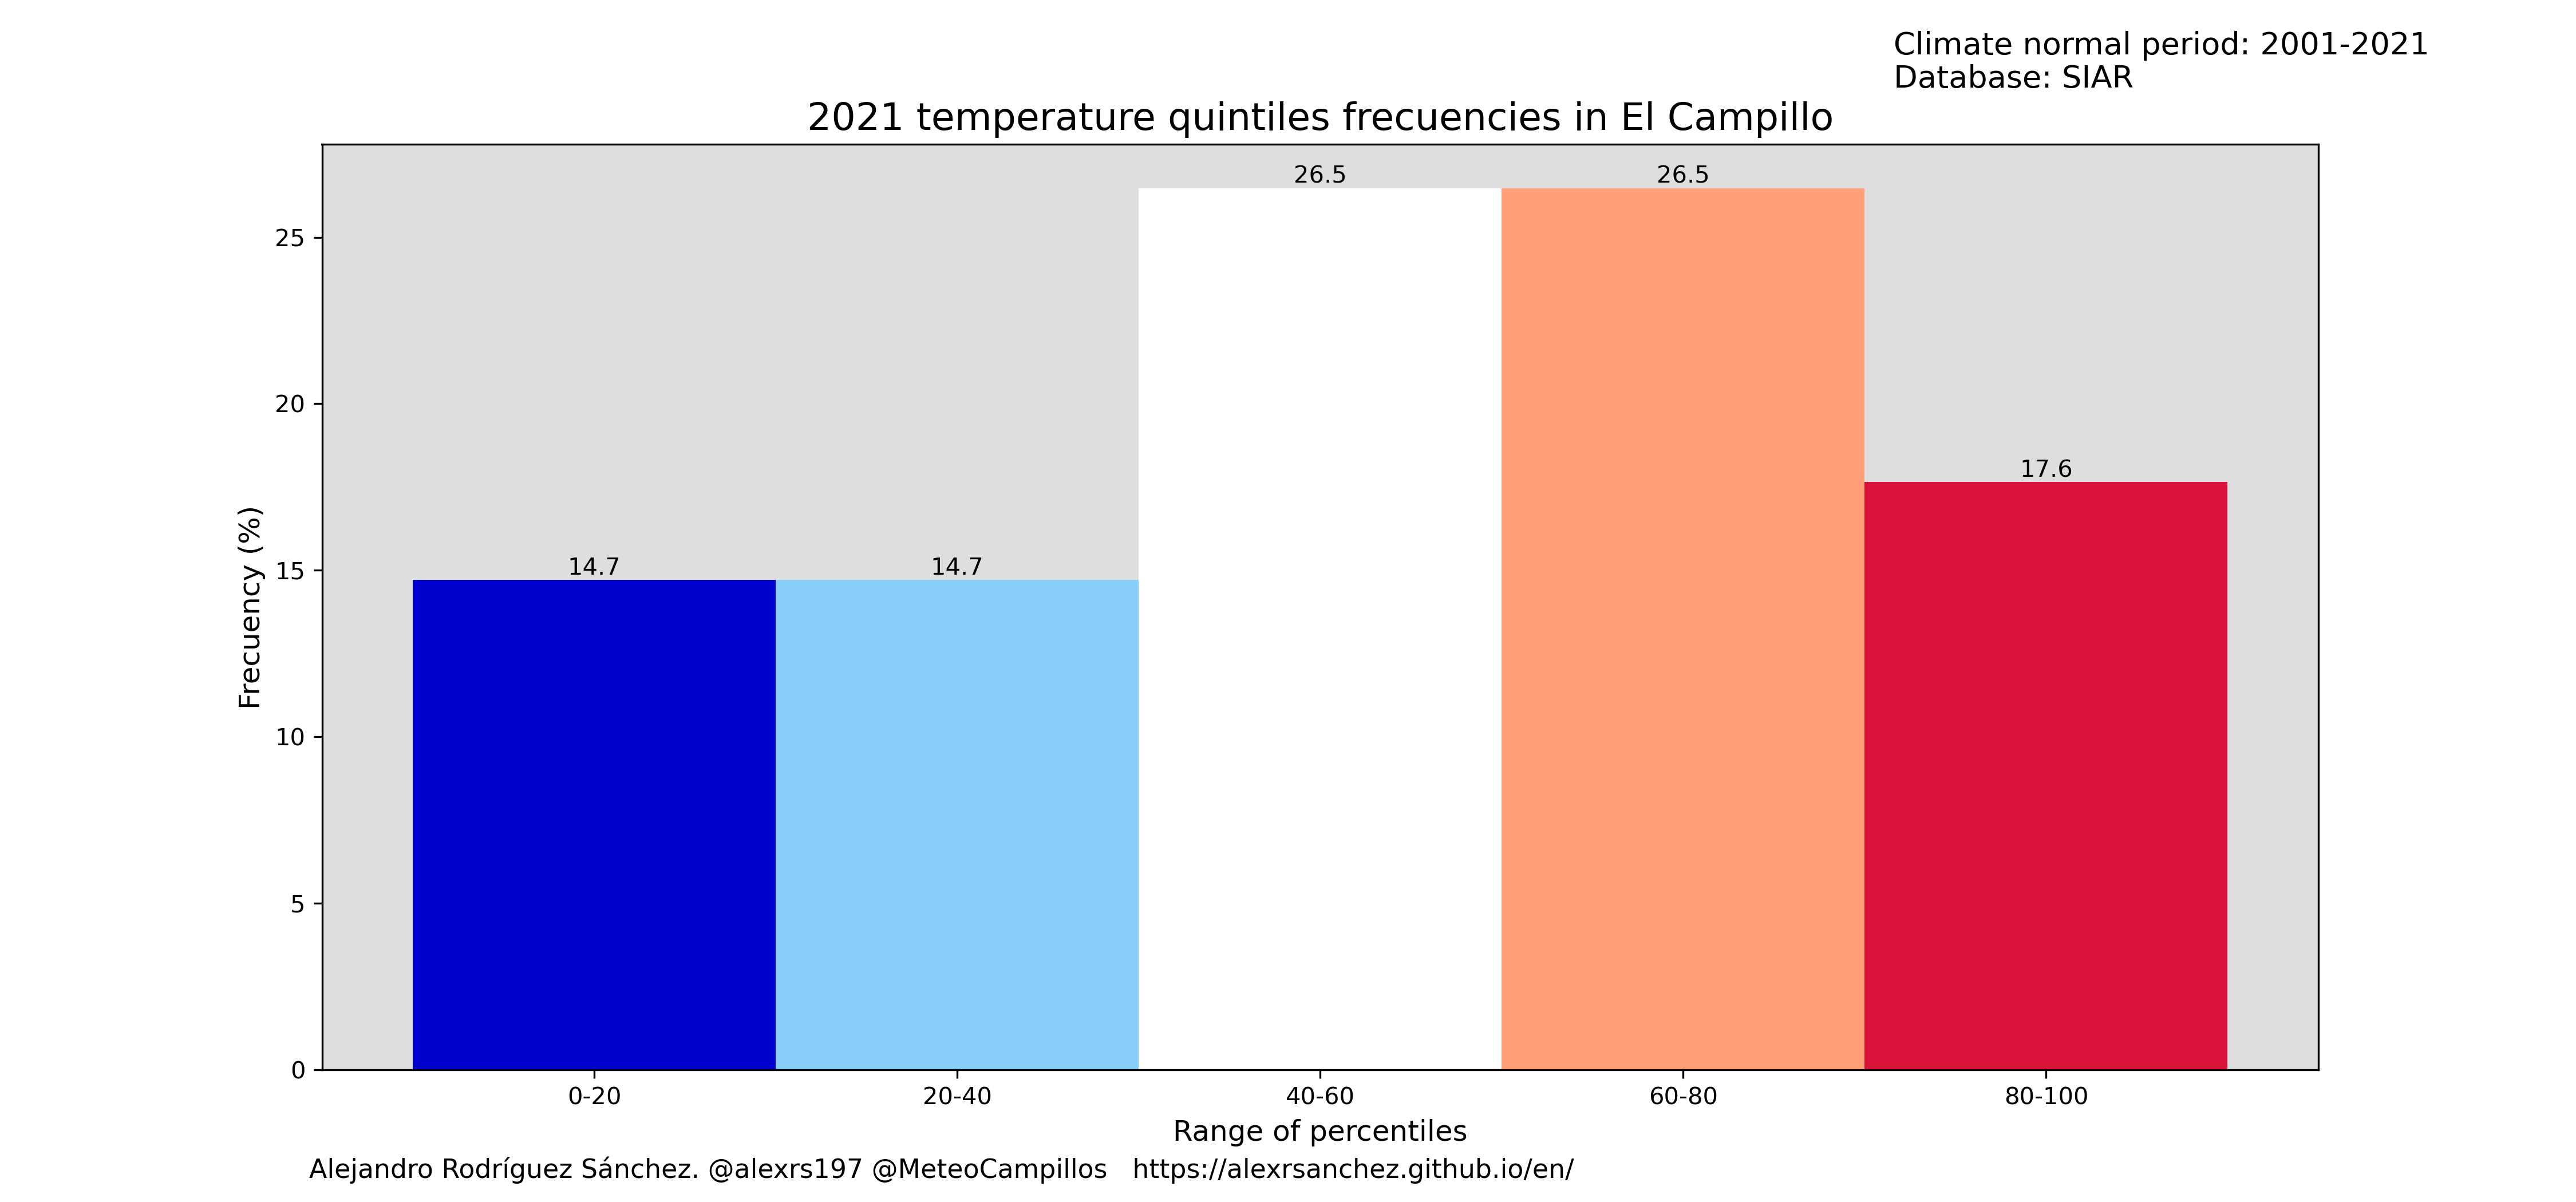 Climate normal period: 2001-2021
Database: SIAR
2021 temperature quintiles frecuencies in El Campillo
26.5
26.5
25
20
17.6
Frecuency (%)
15
14.7
14.7
10
5
0
0-20
20-40
40-60
60-80
80-100
Range of percentiles
Alejandro Rodríguez Sánchez. @alexrs197 @MeteoCampillos https://alexrsanchez.github.io/en/